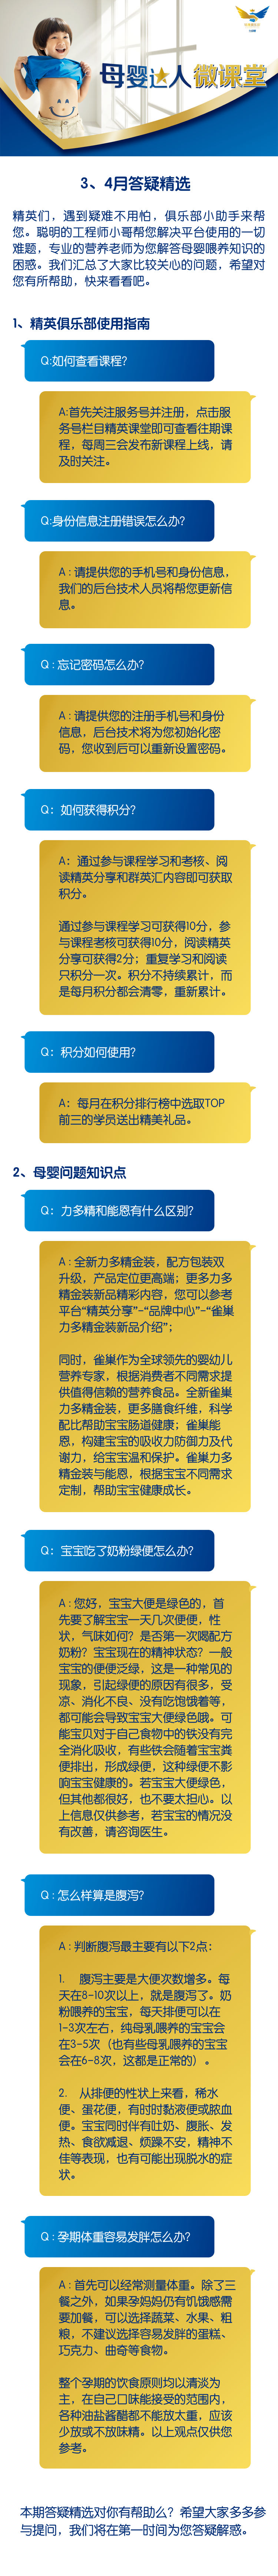 母婴达人微课堂
3、4月答疑精选
精英们，遇到疑难不用怕，俱乐部小助手来帮
您。聪明的工程师小哥帮您解决平台使用的一切
难题，专业的营养老师为您解答母婴喂养知识的
困惑。我们汇总了大家比较关心的问题，希望对
您有所帮助，快来看看吧。
1、精英俱乐部使用指南
Q:如何查看课程?
A:首先关注服务号并注册，点击服
务号栏目精英课堂即可查看往期课
程，每周三会发布新课程上线，请
及时关注。
Q:身份信息注册错误怎么办?
A：请提供您的手机号和身份信息，
我们的后台技术人员将帮您更新信
息。
Q：忘记密码怎么办?
A：请提供您的注册手机号和身份
信息，后台技术将为您初始化密
码，您收到后可以重新设置密码。
Q：如何获得积分?
A：通过参与课程学习和考核、阅
读精英分享和群英汇内容即可获取
积分。
通过参与课程学习可获得10分，参
与课程考核可获得10分，阅读精英
分享可获得2分；重复学习和阅读
只积分一次。积分不持续累计，而
是每月积分都会清零，重新累计。
Q：积分如何使用?
A：每月在积分排行榜中选取TOP
前三的学员送出精美礼品。
2、母婴问题知识点
Q：力多精和能恩有什么区别?
A：全新力多精金装，配方包装双
升级，产品定位更高端；更多力多
精金装新品精彩内容，您可以参考
平台“精英分享”-“品牌中心”-“雀巢
力多精金装新品介绍”；
同时，雀巢作为全球领先的婴幼儿
营养专家，根据消费者不同需求提
供值得信赖的营养食品。全新雀巢
力多精金装，更多膳食纤维，科学
配比帮助宝宝肠道健康；雀巢能
恩，构建宝宝的吸收力防御力及代
谢力，给宝宝温和保护。雀巢力多
精金装与能恩，根据宝宝不同需求
定制，帮助宝宝健康成长。
Q：宝宝吃了奶粉绿便怎么办?
A：您好，宝宝大便是绿色的，首
先要了解宝宝一天几次便便，性
状，气味如何？是否第一次喝配方
奶粉？宝宝现在的精神状态？一般
宝宝的便便泛绿，这是一种常见的
现象，引起绿便的原因有很多，受
凉、消化不良、没有吃饱饿着等，
都可能会导致宝宝大便绿色哦。可
能宝贝对于自己食物中的铁没有完
全消化吸收，有些铁会随着宝宝粪
便排出，形成绿便，这种绿便不影
响宝宝健康的。若宝宝大便绿色，
但其他都很好，也不要太担心。以
上信息仅供参考，若宝宝的情况没
有改善，请咨询医生。
Q：怎么样算是腹泻?
A：判断腹泻最主要有以下2点：
1. 腹泻主要是大便次数增多。每
天在8-10次以上，就是腹泻了。奶
粉喂养的宝宝，每天排便可以在
1-3次左右，纯母乳喂养的宝宝会
在3-5次（也有些母乳喂养的宝宝
会在6-8次，这都是正常的）。
2. 从排便的性状上来看，稀水
便、蛋花便，有时时黏液便或脓血
便。宝宝同时伴有吐奶、腹胀、发
热、食欲减退、烦躁不安，精神不
佳等表现，也有可能出现脱水的症
状。
Q：孕期体重容易发胖怎么办?
A：首先可以经常测量体重。除了三
餐之外，如果孕妈妈仍有饥饿感需
要加餐，可以选择蔬菜、水果、粗
粮，不建议选择容易发胖的蛋糕、
巧克力、曲奇等食物。
整个孕期的饮食原则均以清淡为
主，在自己口味能接受的范围内，
各种油盐酱醋都不能放太重，应该
少放或不放味精。以上观点仅供您
参考。
本期答疑精选对你有帮助么？希望大家多多参
与提问，我们将在第一时间为您答疑解惑。